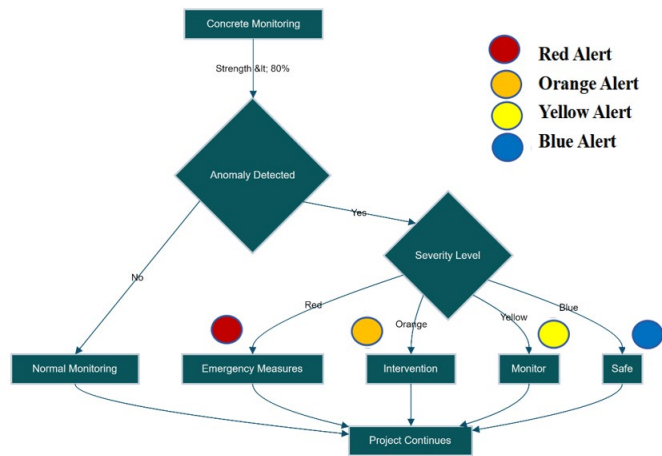 Concrete Monitoring
Red Alert
Orange Alert
Yellow Alert
Blue Alert
Strength &lt; 80%
Anomaly Detected
Yes
Severity Level
No
Red
Orange
Yellow
Blue
Normal Monitoring
Emergency Measures
Intervention
Monitor
Safe
Project Continues